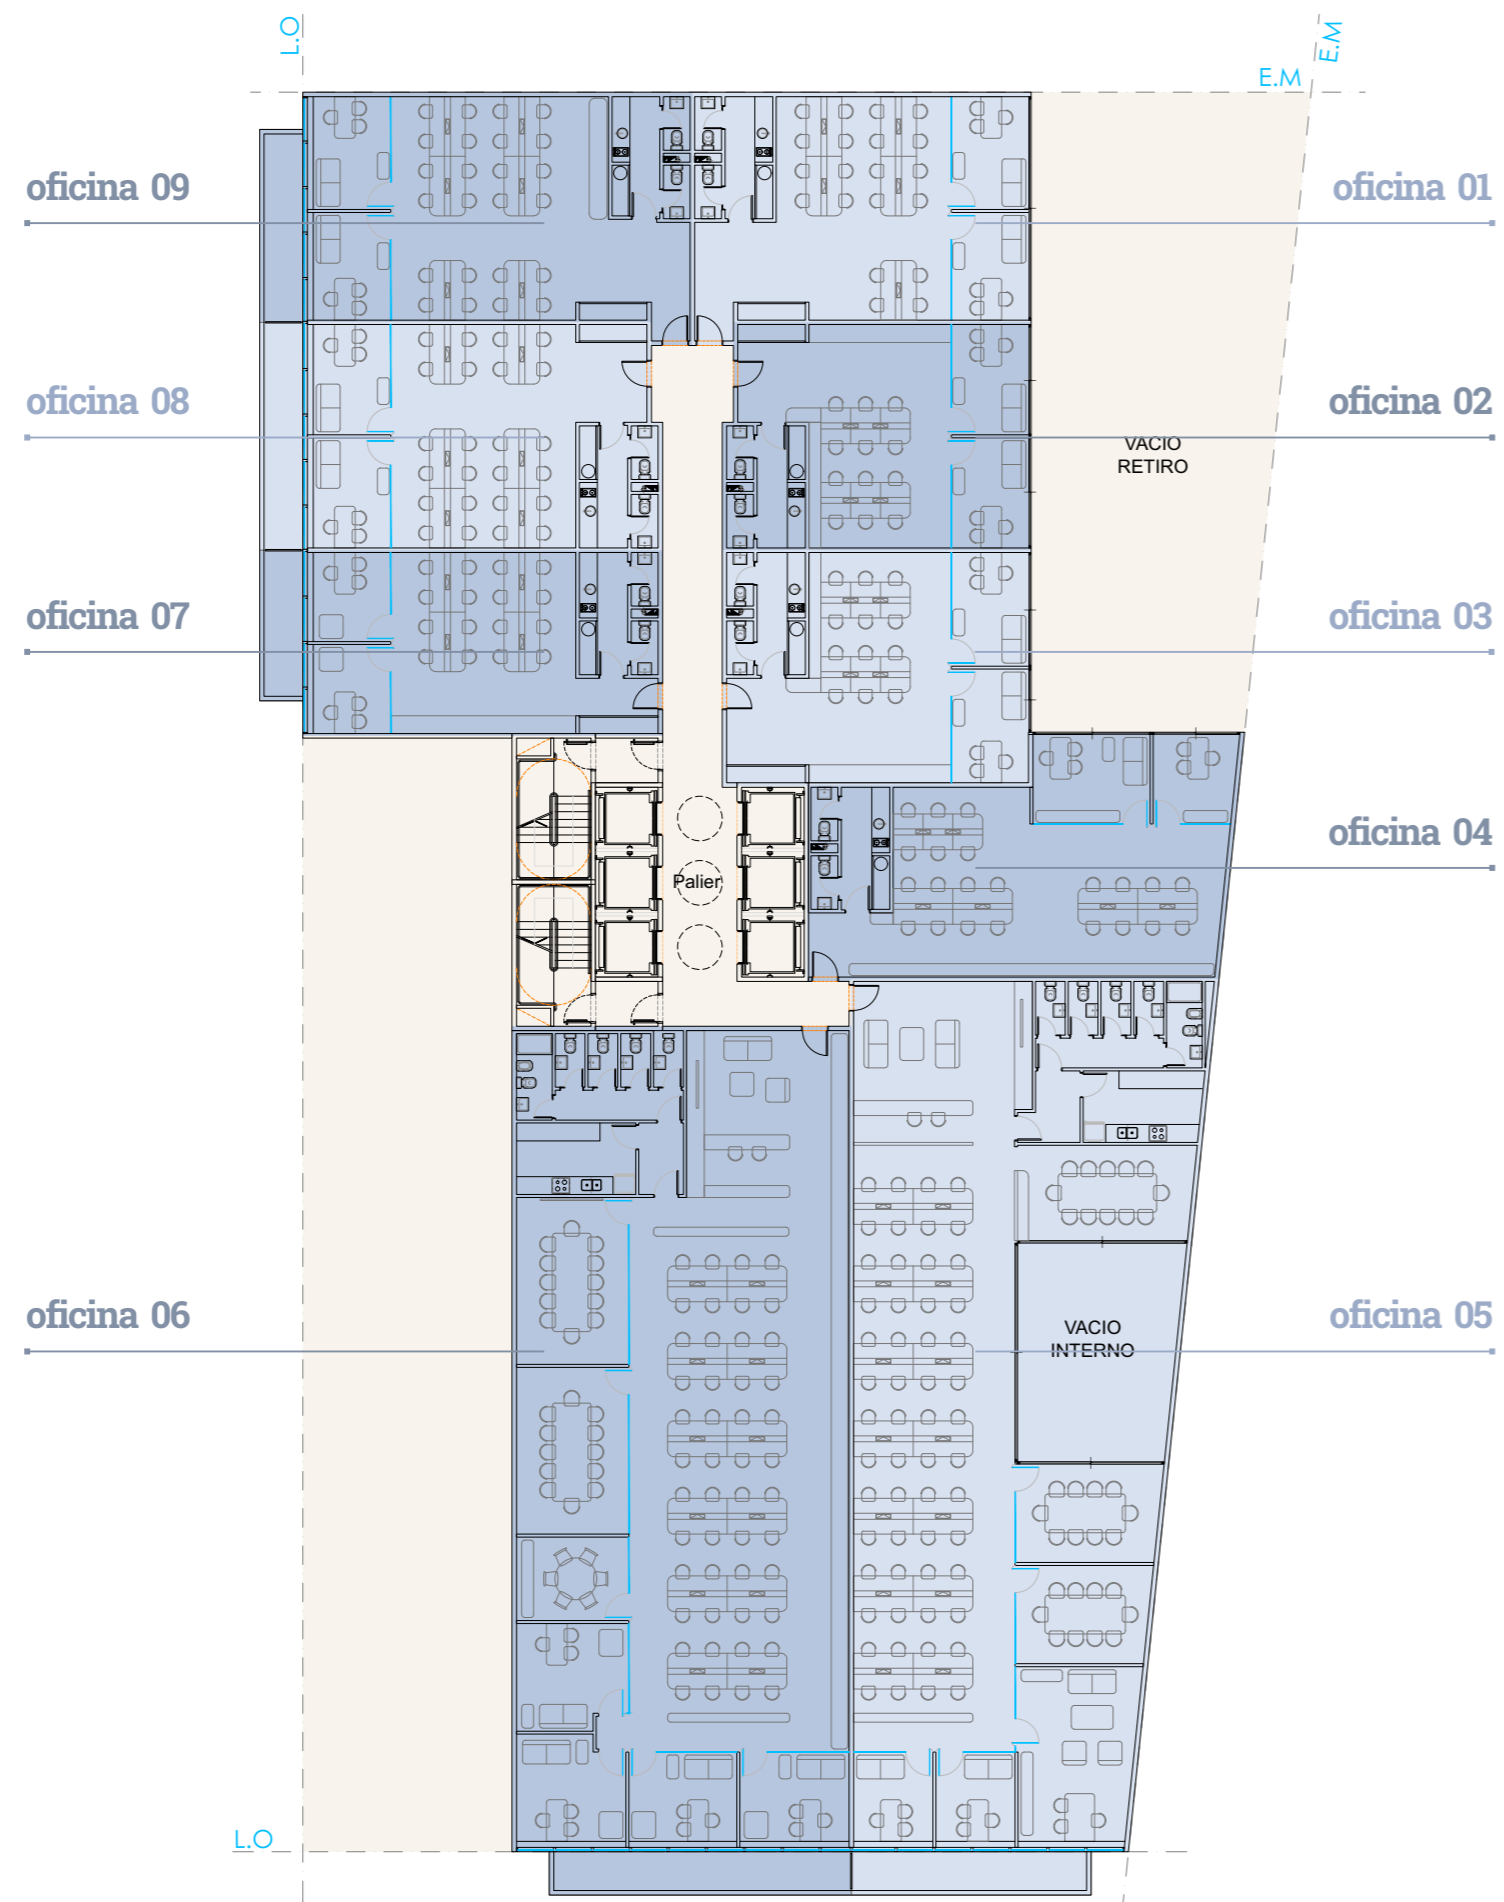 L.O
E.M
E.M
oficina 09
oficina 01
oficina 08
oficina 02
VACIO
RETIRO
oficina 07
oficina 03
oficina 04
Palier
oficina 06
oficina 05
VACIO
INTERNO
L.O